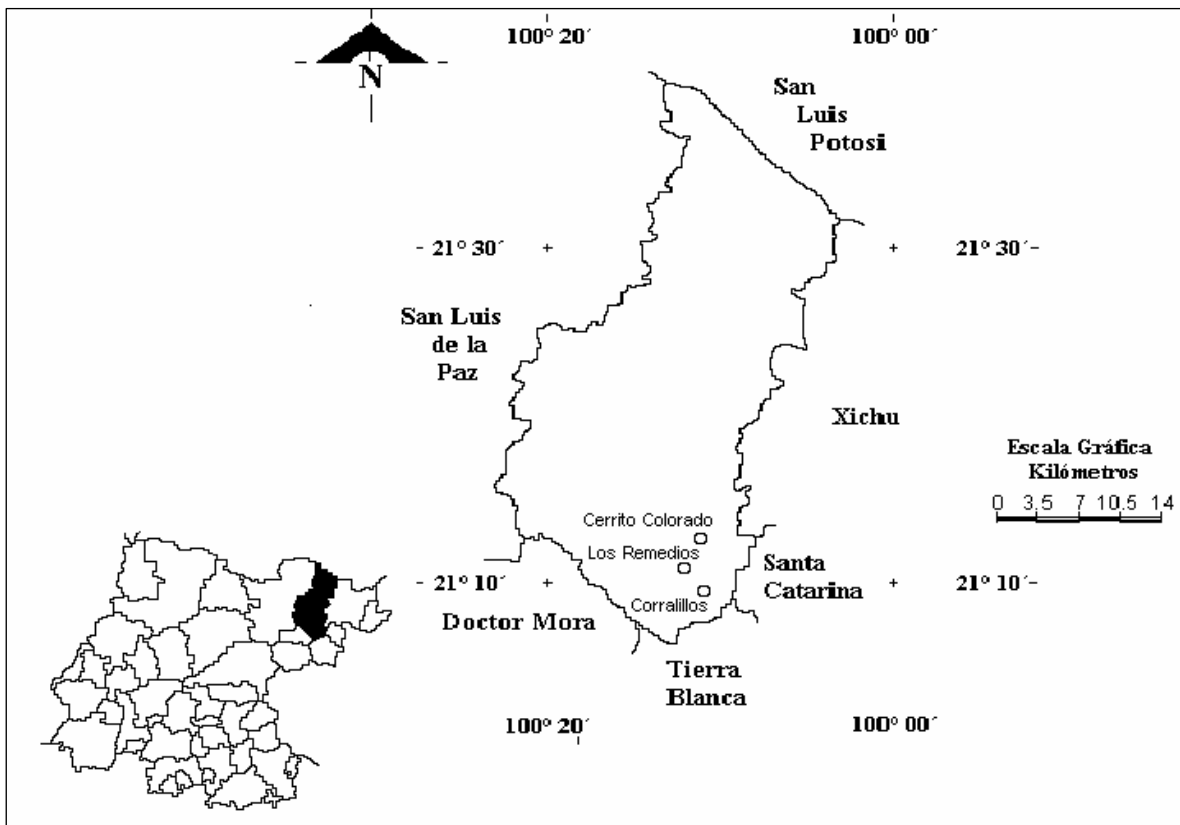 100° 20´
100° 00´
N
San
Luis
Potosi
21° 30´
21° 30´
San Luis
de la
Paz
Xichu
Escala Gráfica
Kilómetros
0 3.5 7 10.5 14
Cerrito Colorado
Los Remedios
Santa
Catarina
21° 10´
21° 10´
Corralillos
Doctor Mora
Tierra
Blanca
100° 20´
100° 00´